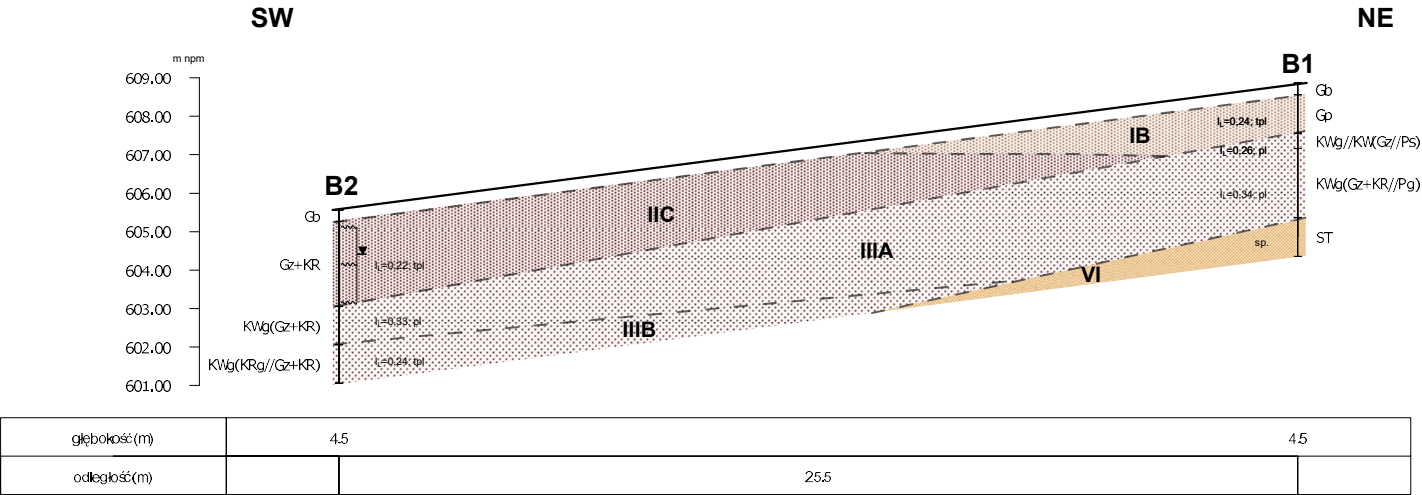 SW
NE
m npm
609.00
608.00
607.00
606.00
605.00
604.00
603.00
602.00
601.00
B1
Gb
Gp
KWg//KW(Gz//Ps)
KWg(Gz+KR//Pg)
ST
IL=0,24; tpl
IL=0,26; pl
IL=0,34; pl
sp.
IB
IIC
IIIA
IIIB
VI
B2
Gb
Gz+KR
KWg(Gz+KR)
KWg(KRg//Gz+KR)
IL=0,22; tpl
IL=0,33; pl
IL=0,24; tpl
głębokość(m) 4.5 4.5
odległość(m) 25.5